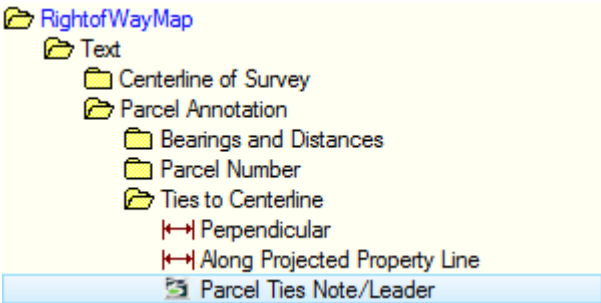 RightofWayMap
Text
Centerline of Survey
Parcel Annotation
Bearings and Distances
Parcel Number
Ties to Centerline
Perpendicular
Along Projected Property Line
Parcel Ties Note/Leader